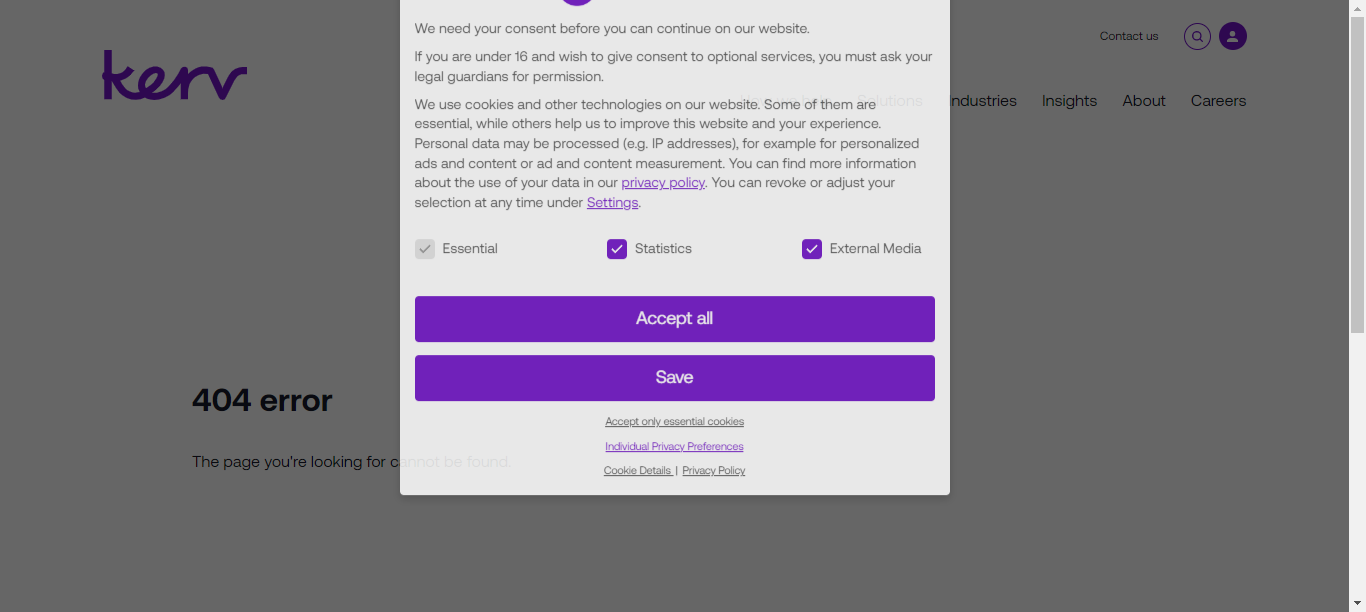 We need your consent before you can continue on our website.
Contact us
kerv
If you are under 16 and wish to give consent to optional services, you must ask your
legal guardians for permission.
We use cookies and other technologies on our website. Some of them are
Solutions
Industries
Insights
About
Careers
essential, while others help us to improve this website and your experience.
Personal data may be processed (e.g. IP addresses), for example for personalized
ads and content or ad and content measurement. You can find more information
about the use of your data in our privacy policy. You can revoke or adjust your
selection at any time under Settings.
Essential
Statistics
External Media
Accept all
Save
404 error
Accept only essential cookies
Individual Privacy Preferences
The page you're looking for cannot be found.
Cookie Details | Privacy Policy